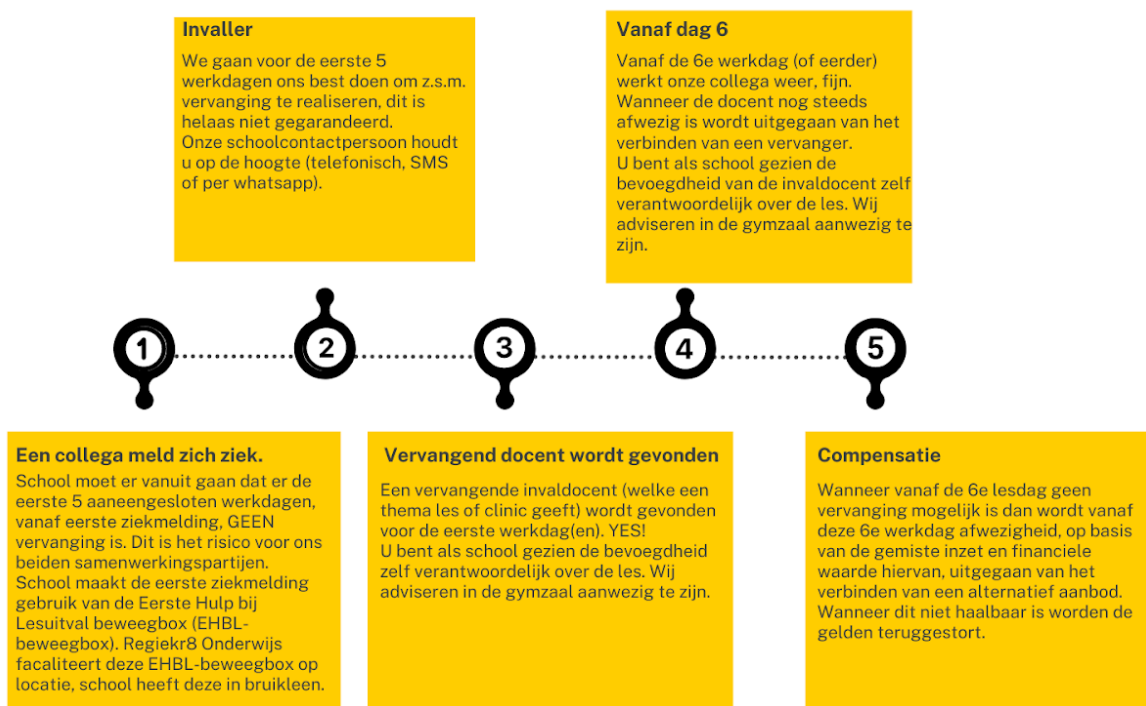 Invaller
We gaan voor de eerste 5
werkdagen ons best doen om z.s.m.
vervanging te realiseren, dit is
helaas niet gegarandeerd.
Onze schoolcontactpersoon houdt
u op de hoogte (telefonisch, SMS
of per whatsapp).
Vanaf dag 6
Vanaf de 6e werkdag (of eerder)
werkt onze collega weer, fijn.
Wanneer de docent nog steeds
afwezig is wordt uitgegaan van het
verbinden van een vervanger.
U bent als school gezien de
bevoegdheid van de invaldocent zelf
verantwoordelijk over de les. Wij
adviseren in de gymzaal aanwezig te
zijn.
1
2
3
4
5
Een collega meld zich ziek.
School moet er vanuit gaan dat er de
eerste 5 aaneengesloten werkdagen,
vanaf eerste ziekmelding, GEEN
vervanging is. Dit is het risico voor ons
beiden samenwerkingspartijen.
School maakt de eerste ziekmelding
gebruik van de Eerste Hulp bij
Lesuitval beweegbox (EHBL-
beweegbox). Regiekr8 Onderwijs
facaliteert deze EHBL-beweegbox op
locatie, school heeft deze in bruikleen.
Vervangend docent wordt gevonden
Een vervangende invaldocent (welke een
thema les of clinic geeft) wordt gevonden
voor de eerste werkdag(en). YES!
U bent als school gezien de bevoegdheid
zelf verantwoordelijk over de les. Wij
adviseren in de gymzaal aanwezig te zijn.
Compensatie
Wanneer vanaf de 6e lesdag geen
vervanging mogelijk is dan wordt vanaf
deze 6e werkdag afwezigheid, op basis
van de gemiste inzet en financiele
waarde hiervan, uitgegaan van het
verbinden van een alternatief aanbod.
Wanneer dit niet haalbaar is worden de
gelden teruggestort.